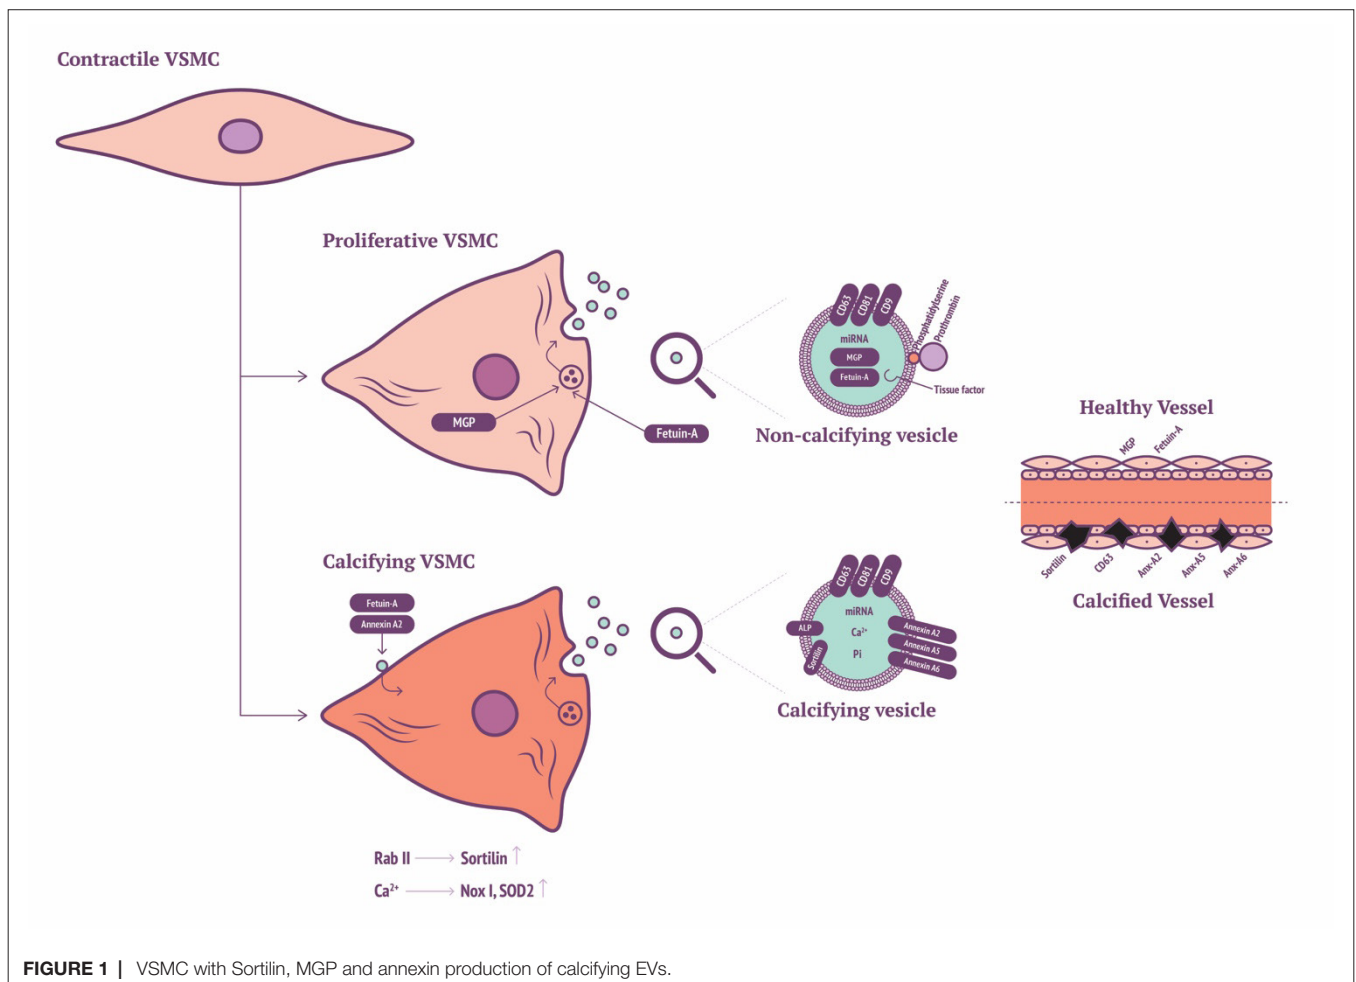 Contractile VSMC
Proliferative VSMC
MGP
Fetuin-A
CD63
CD81
CD9
Phosphatidylserine
Prothrombin
miRNA
MGP
Fetuin-A
Tissue factor
Non-calcifying vesicle
Healthy Vessel
MGP
Fetuin-A
Sortilin
CD63
Anx-A2
Anx-A5
Anx-A6
Calcified Vessel
Calcifying VSMC
Fetuin-A
Annexin A2
CD63
CD81
CD9
miRNA
ALP
Ca²⁺
Pi
Sortilin
Annexin A2
Annexin A5
Annexin A6
Calcifying vesicle
Rab II → Sortilin ↑
Ca²⁺ → Nox I, SOD2 ↑
FIGURE 1 | VSMC with Sortilin, MGP and annexin production of calcifying EVs.